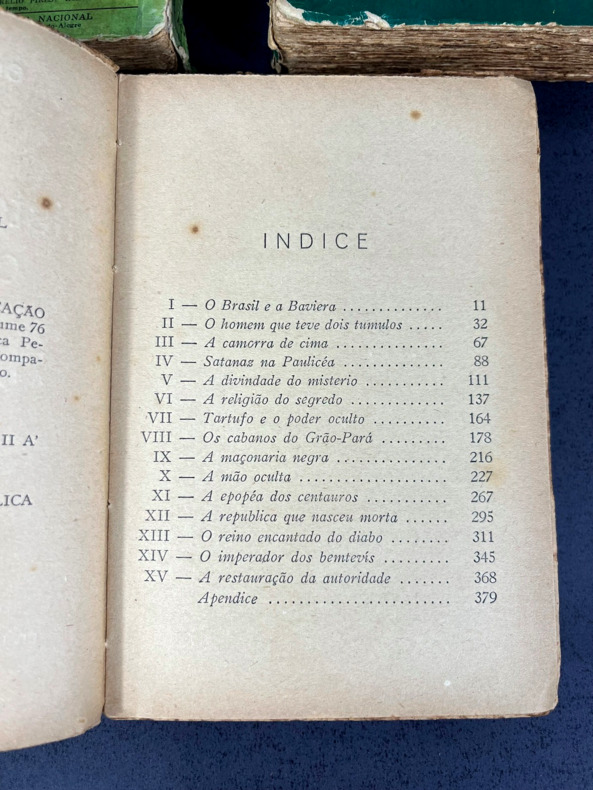 NACIONAL
L
TAÇÃO
ume 76
ca Pe-
ompa-
o.
II A'
LICA
INDICE
I — O Brasil e a Baviera .............. 11
II — O homem que teve dois tumulos ..... 32
III — A camorra de cima .............. 67
IV — Satanaz na Paulicéa .............. 88
V — A divindade do misterio ........... 111
VI — A religião do segredo ............. 137
VII — Tartufo e o poder oculto .......... 164
VIII — Os cabanos do Grão-Pará ......... 178
IX — A maçonaria negra ................ 216
X — A mão oculta ...................... 227
XI — A epopéa dos centauros ........... 267
XII — A republica que nasceu morta ...... 295
XIII — O reino encantado do diabo ........ 311
XIV — O imperador dos bemtevís ......... 345
XV — A restauração da autoridade ....... 368
Apendice ........................ 379